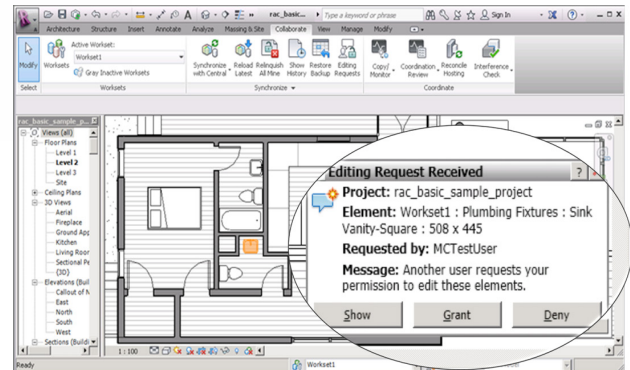 rac_basic... Type a keyword or phrase Sign In
Architecture Structure Insert Annotate Analyze Massing & Site Collaborate View Manage Modify
Modify
Worksets
Active Workset:
Workset1
Gray Inactive Worksets
Synchronize with Central
Reload Latest
Relinquish All Mine
Show History
Restore Backup
Editing Requests
Copy/ Monitor
Coordination Review
Reconcile Hosting
Interference Check
Select Worksets Synchronize Coordinate
rac_basic_sample_p...
Views (all)
Floor Plans
Level 1
Level 2
Level 3
Site
Ceiling Plans
3D Views
Aerial
Fireplace
Ground App
Kitchen
Living Roor
Sectional Pe
{3D}
Elevations (Buil
Callout of N
East
North
South
West
Sections (Buildi
1 : 100
Ready
Workset1
Editing Request Received ?
Project: rac_basic_sample_project
Element: Workset1 : Plumbing Fixtures : Sink
Vanity-Square : 508 x 445
Requested by: MCTestUser
Message: Another user requests your
permission to edit these elements.
Show Grant Deny